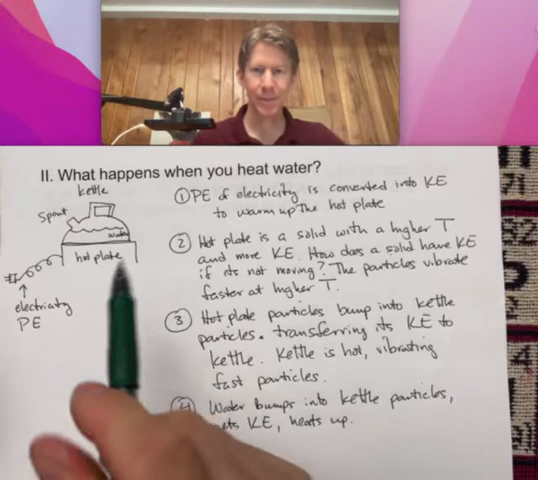 II. What happens when you heat water?
kettle
spout
water
hot plate
electricity
PE
① PE of electricity is converted into KE
to warm up the hot plate
② Hot plate is a solid with a higher T
and more KE. How does a solid have KE
if its not moving? The particles vibrate
faster at higher T.
③ Hot plate particles bump into kettle
particles. transferring its KE to
kettle. Kettle is hot, vibrating
fast particles.
④ Water bumps into kettle particles,
KE, heats up.